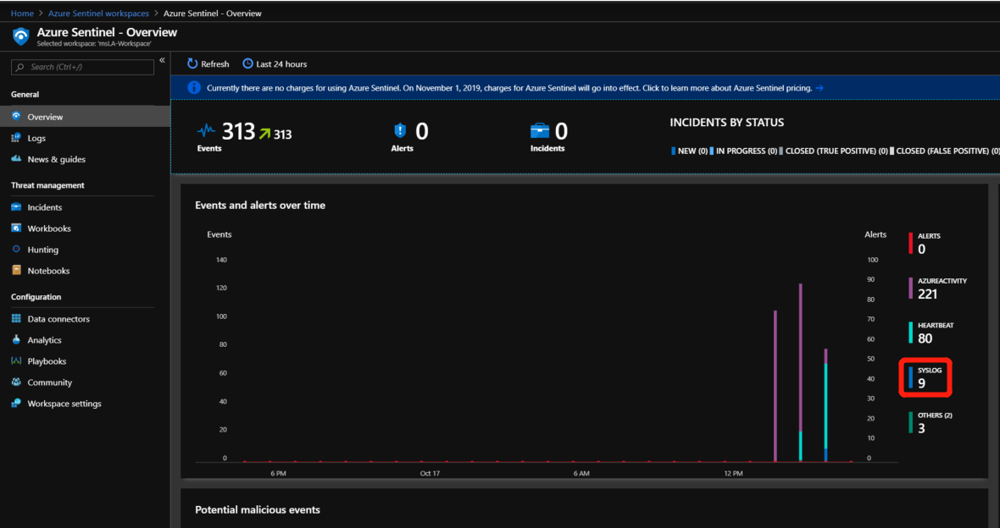 Home > Azure Sentinel workspaces > Azure Sentinel - Overview
Azure Sentinel - Overview
Selected workspace: 'msLA-Workspace'
Search (Ctrl+/)
«
Refresh
Last 24 hours
Currently there are no charges for using Azure Sentinel. On November 1, 2019, charges for Azure Sentinel will go into effect. Click to learn more about Azure Sentinel pricing. →
General
Overview
Logs
News & guides
Threat management
Incidents
Workbooks
Hunting
Notebooks
Configuration
Data connectors
Analytics
Playbooks
Community
Workspace settings
313 313
Events
0
Alerts
0
Incidents
INCIDENTS BY STATUS
NEW (0) IN PROGRESS (0) CLOSED (TRUE POSITIVE) (0) CLOSED (FALSE POSITIVE) (0)
Events and alerts over time
Events
140
120
100
80
60
40
20
0
6 PM
Oct 17
6 AM
12 PM
Alerts
100
90
80
70
60
50
40
30
20
10
0
ALERTS
0
AZUREACTIVITY
221
HEARTBEAT
80
SYSLOG
9
OTHERS (2)
3
Potential malicious events